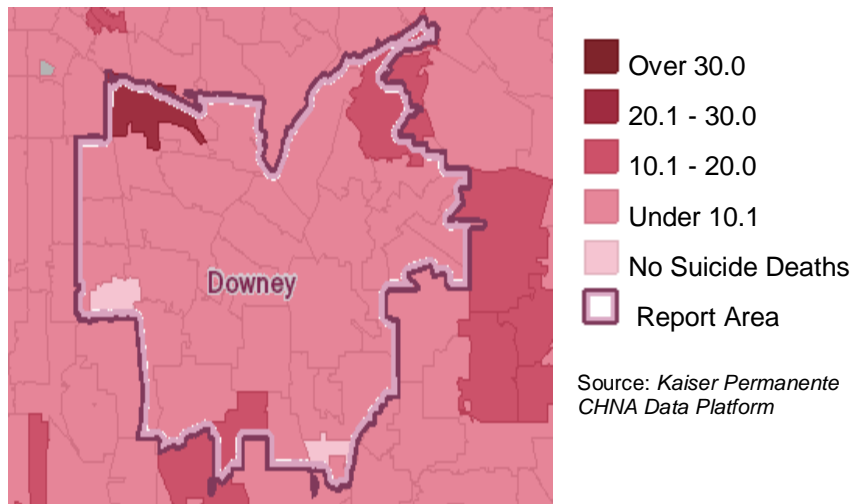 Downey
Over 30.0
20.1 - 30.0
10.1 - 20.0
Under 10.1
No Suicide Deaths
Report Area
Source: Kaiser Permanente
CHNA Data Platform